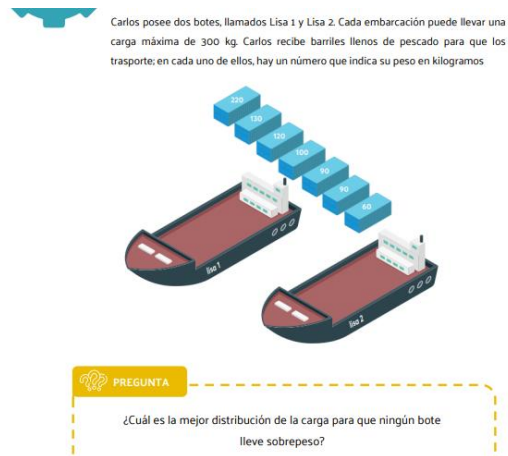 Carlos posee dos botes, llamados Lisa 1 y Lisa 2. Cada embarcación puede llevar una
carga máxima de 300 kg. Carlos recibe barriles llenos de pescado para que los
trasporte; en cada uno de ellos, hay un número que indica su peso en kilogramos
220
130
120
100
90
90
60
lisa 1
lisa 2
PREGUNTA
¿Cuál es la mejor distribución de la carga para que ningún bote
lleve sobrepeso?